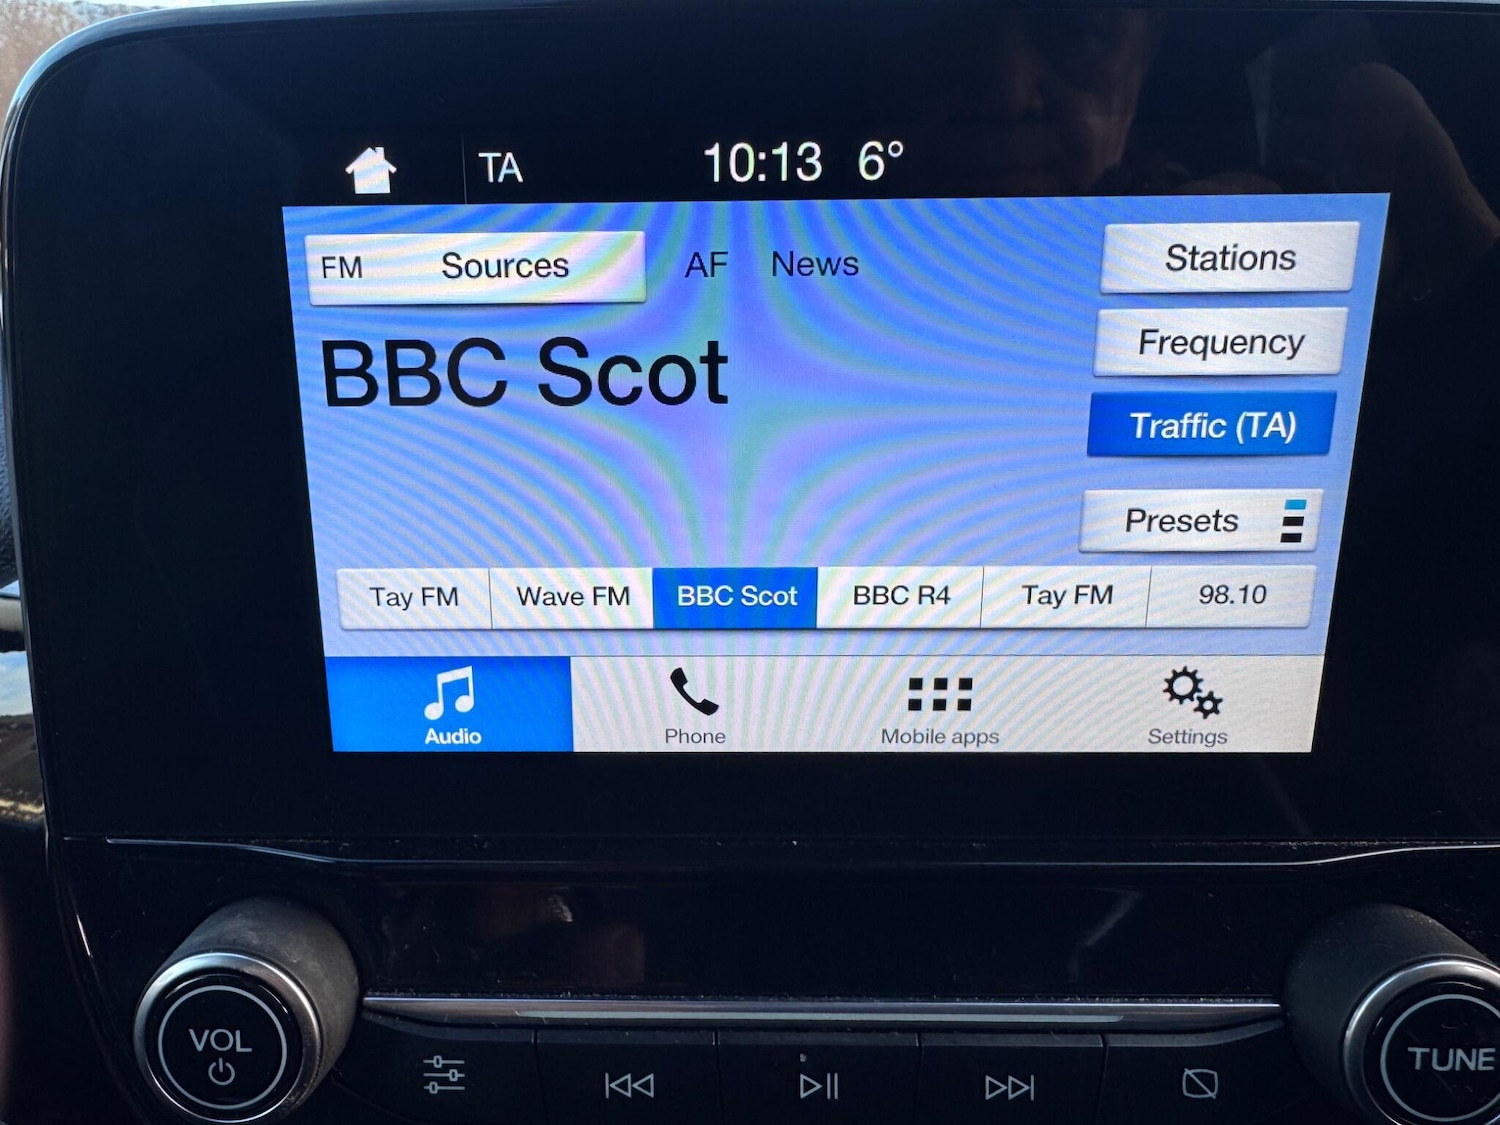 TA 10:13 6°
FM Sources AF News Stations
Frequency
BBC Scot
Traffic (TA)
Presets
Tay FM Wave FM BBC Scot BBC R4 Tay FM 98.10
Audio Phone Mobile apps Settings
VOL TUNE